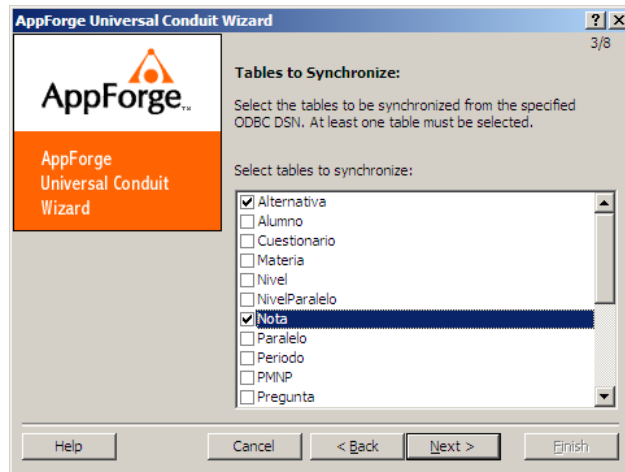 AppForge Universal Conduit Wizard
3/8
AppForge™
AppForge
Universal Conduit
Wizard
Tables to Synchronize:
Select the tables to be synchronized from the specified
ODBC DSN. At least one table must be selected.
Select tables to synchronize:
Alternativa
Alumno
Cuestionario
Materia
Nivel
NivelParalelo
Nota
Paralelo
Periodo
PMNP
Pregunta
Help
Cancel
< Back
Next >
Finish